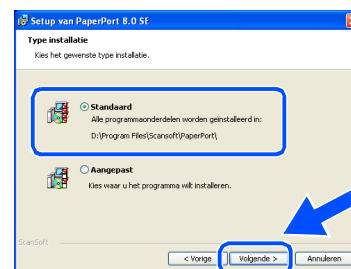 Setup van PaperPort 8.0 SE
Type installatie
Kies het gewenste type installatie.
Standaard
Alle programmaonderdelen worden geïnstalleerd in:
D:\Program Files\Scansoft\PaperPort\
Aangepast
Kies waar u het programma wilt installeren.
ScanSoft
< Vorige
Volgende >
Annuleren